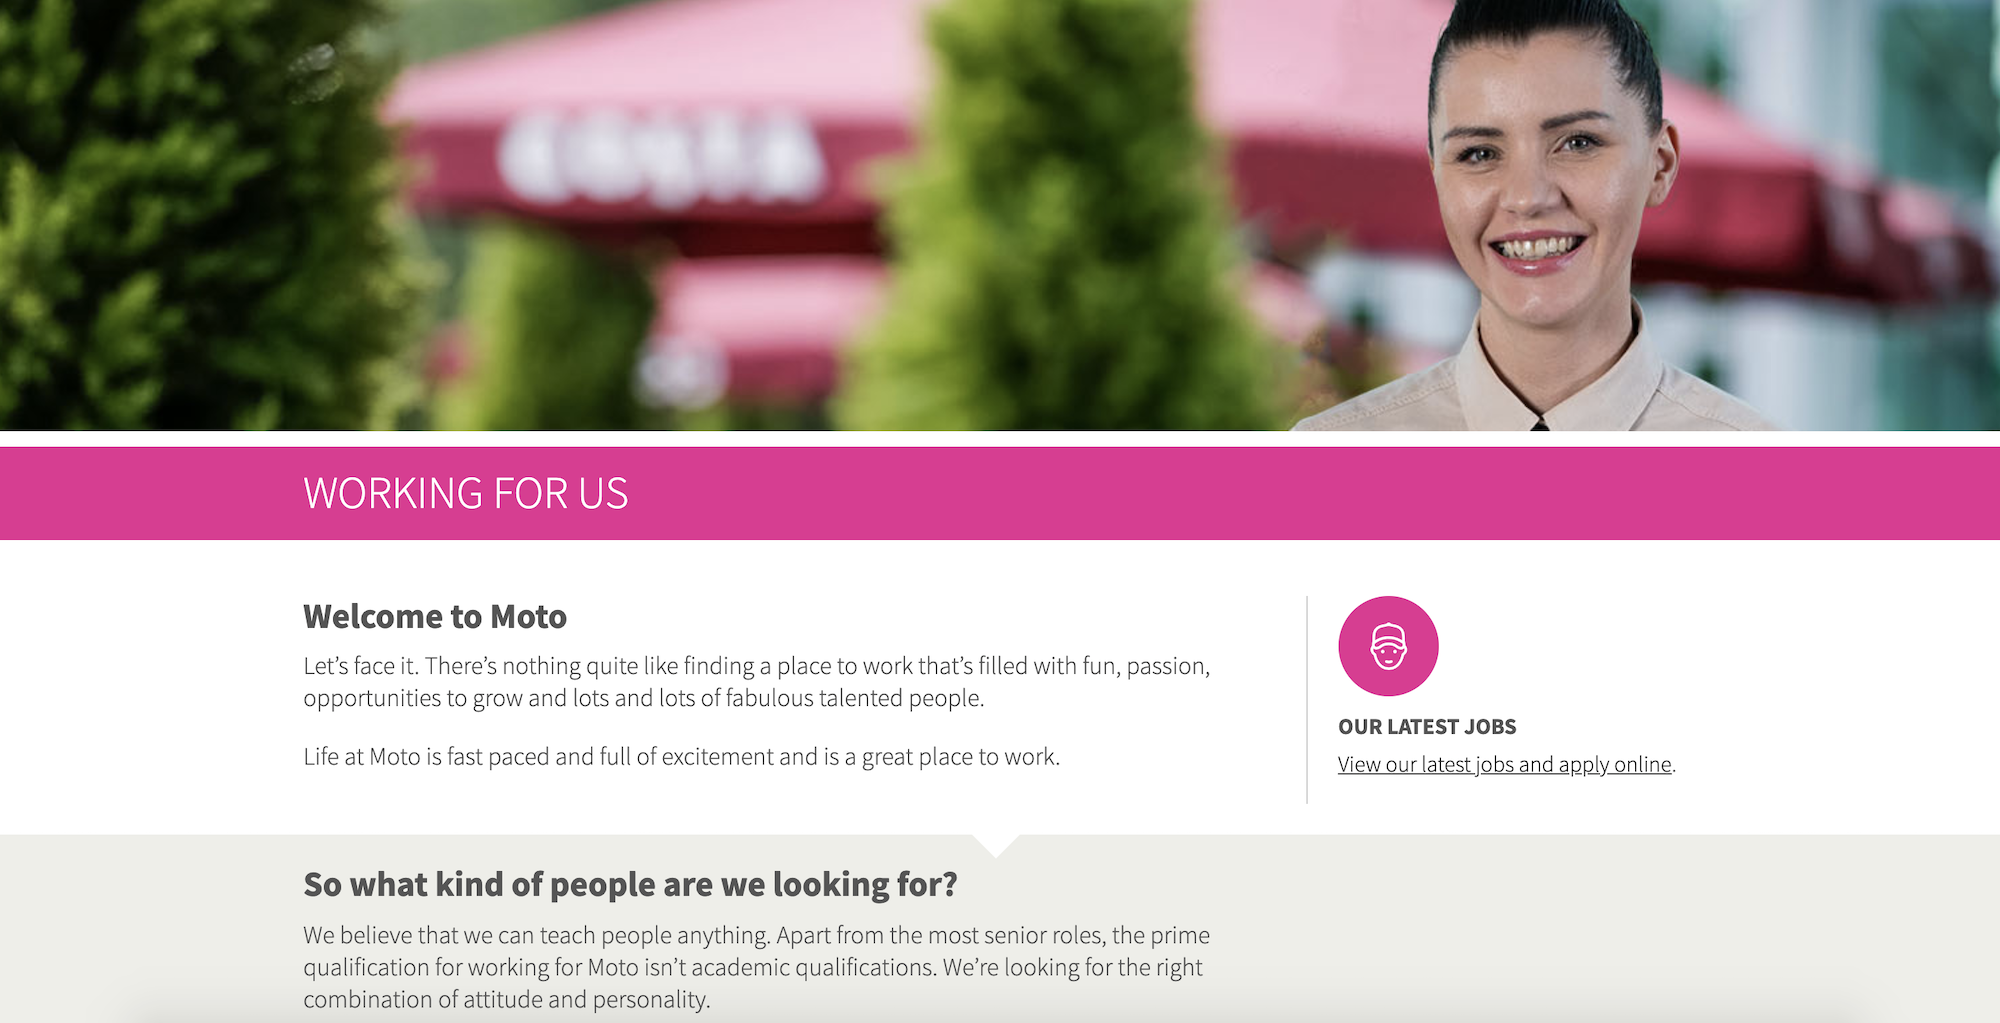 COSTA
WORKING FOR US
Welcome to Moto
Let’s face it. There’s nothing quite like finding a place to work that’s filled with fun, passion,
opportunities to grow and lots and lots of fabulous talented people.
Life at Moto is fast paced and full of excitement and is a great place to work.
OUR LATEST JOBS
View our latest jobs and apply online.
So what kind of people are we looking for?
We believe that we can teach people anything. Apart from the most senior roles, the prime
qualification for working for Moto isn’t academic qualifications. We’re looking for the right
combination of attitude and personality.